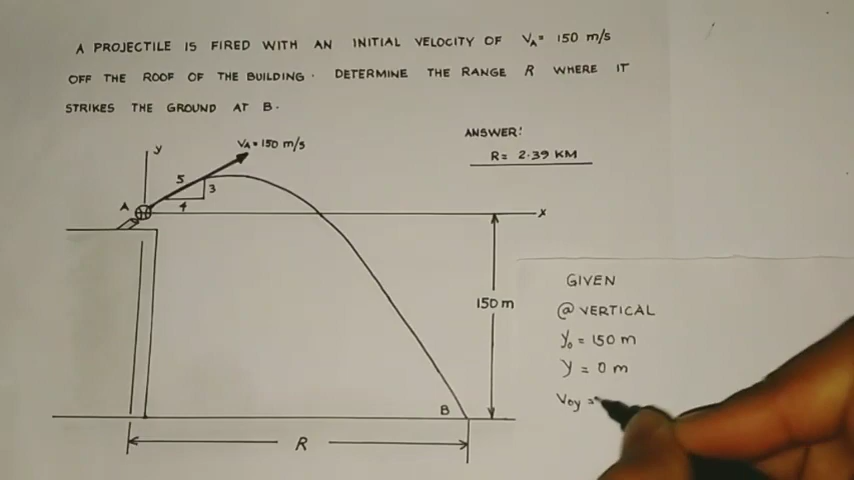 A PROJECTILE IS FIRED WITH AN INITIAL VELOCITY OF VA = 150 m/s
OFF THE ROOF OF THE BUILDING. DETERMINE THE RANGE R WHERE IT
STRIKES THE GROUND AT B.
ANSWER:
R = 2.39 KM
y
VA = 150 m/s
5
3
4
A
x
150 m
B
R
GIVEN
@ VERTICAL
y₀ = 150 m
y = 0 m
Voy =